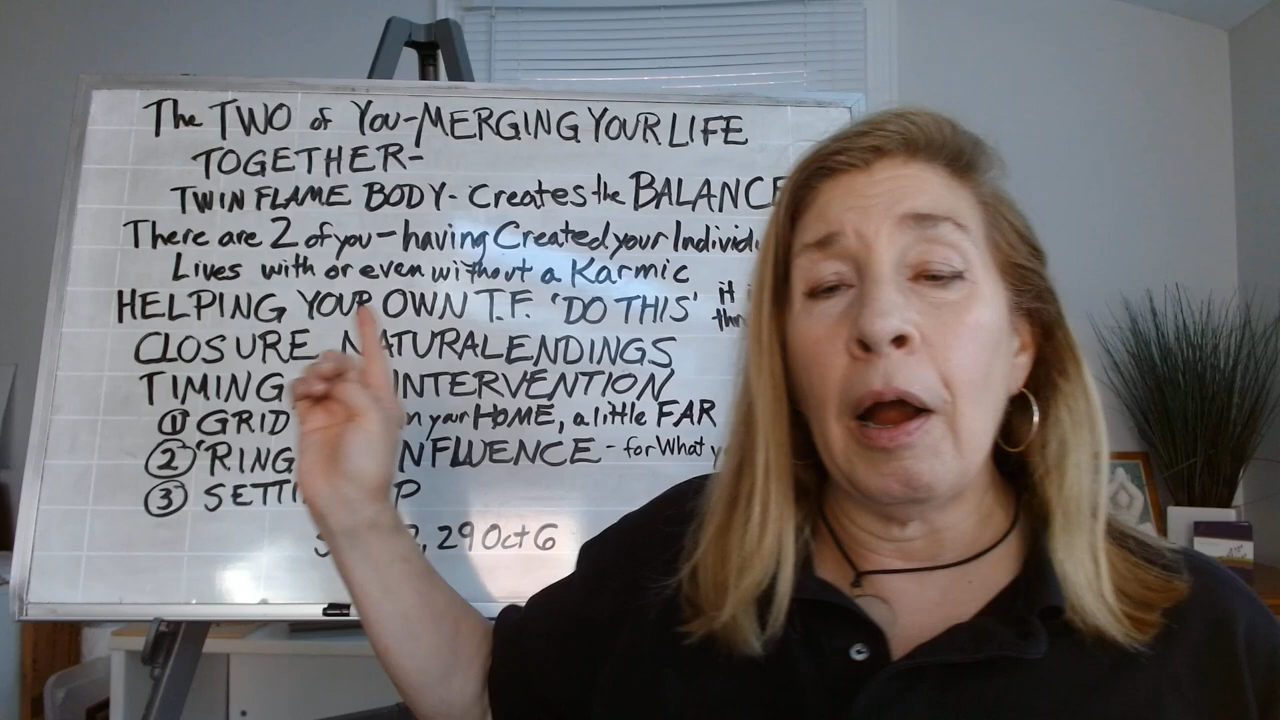 The TWO of You-MERGING YOUR LIFE
TOGETHER-
TWIN FLAME BODY- Creates the BALANCE
There are 2 of you-having Created your Individ
Lives with or even without a Karmic
HELPING YOUR OWN T.F. 'DO THIS' it
CLOSURE NATURAL ENDINGS
TIMING INTERVENTION
① GRID on your HOME, a little FAR
② 'RING INFLUENCE - for What
③ SETTI P
, 29 Oct 6